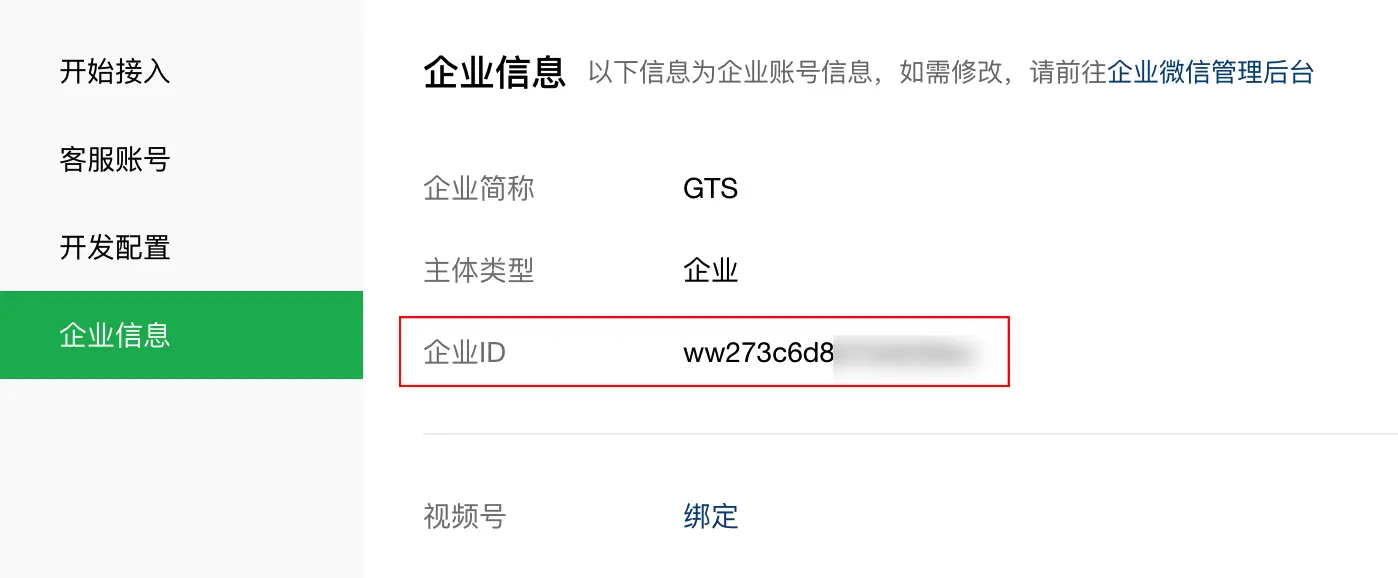 开始接入
客服账号
开发配置
企业信息
企业信息 以下信息为企业账号信息，如需修改，请前往企业微信管理后台
企业简称 GTS
主体类型 企业
企业ID ww273c6d8
视频号 绑定